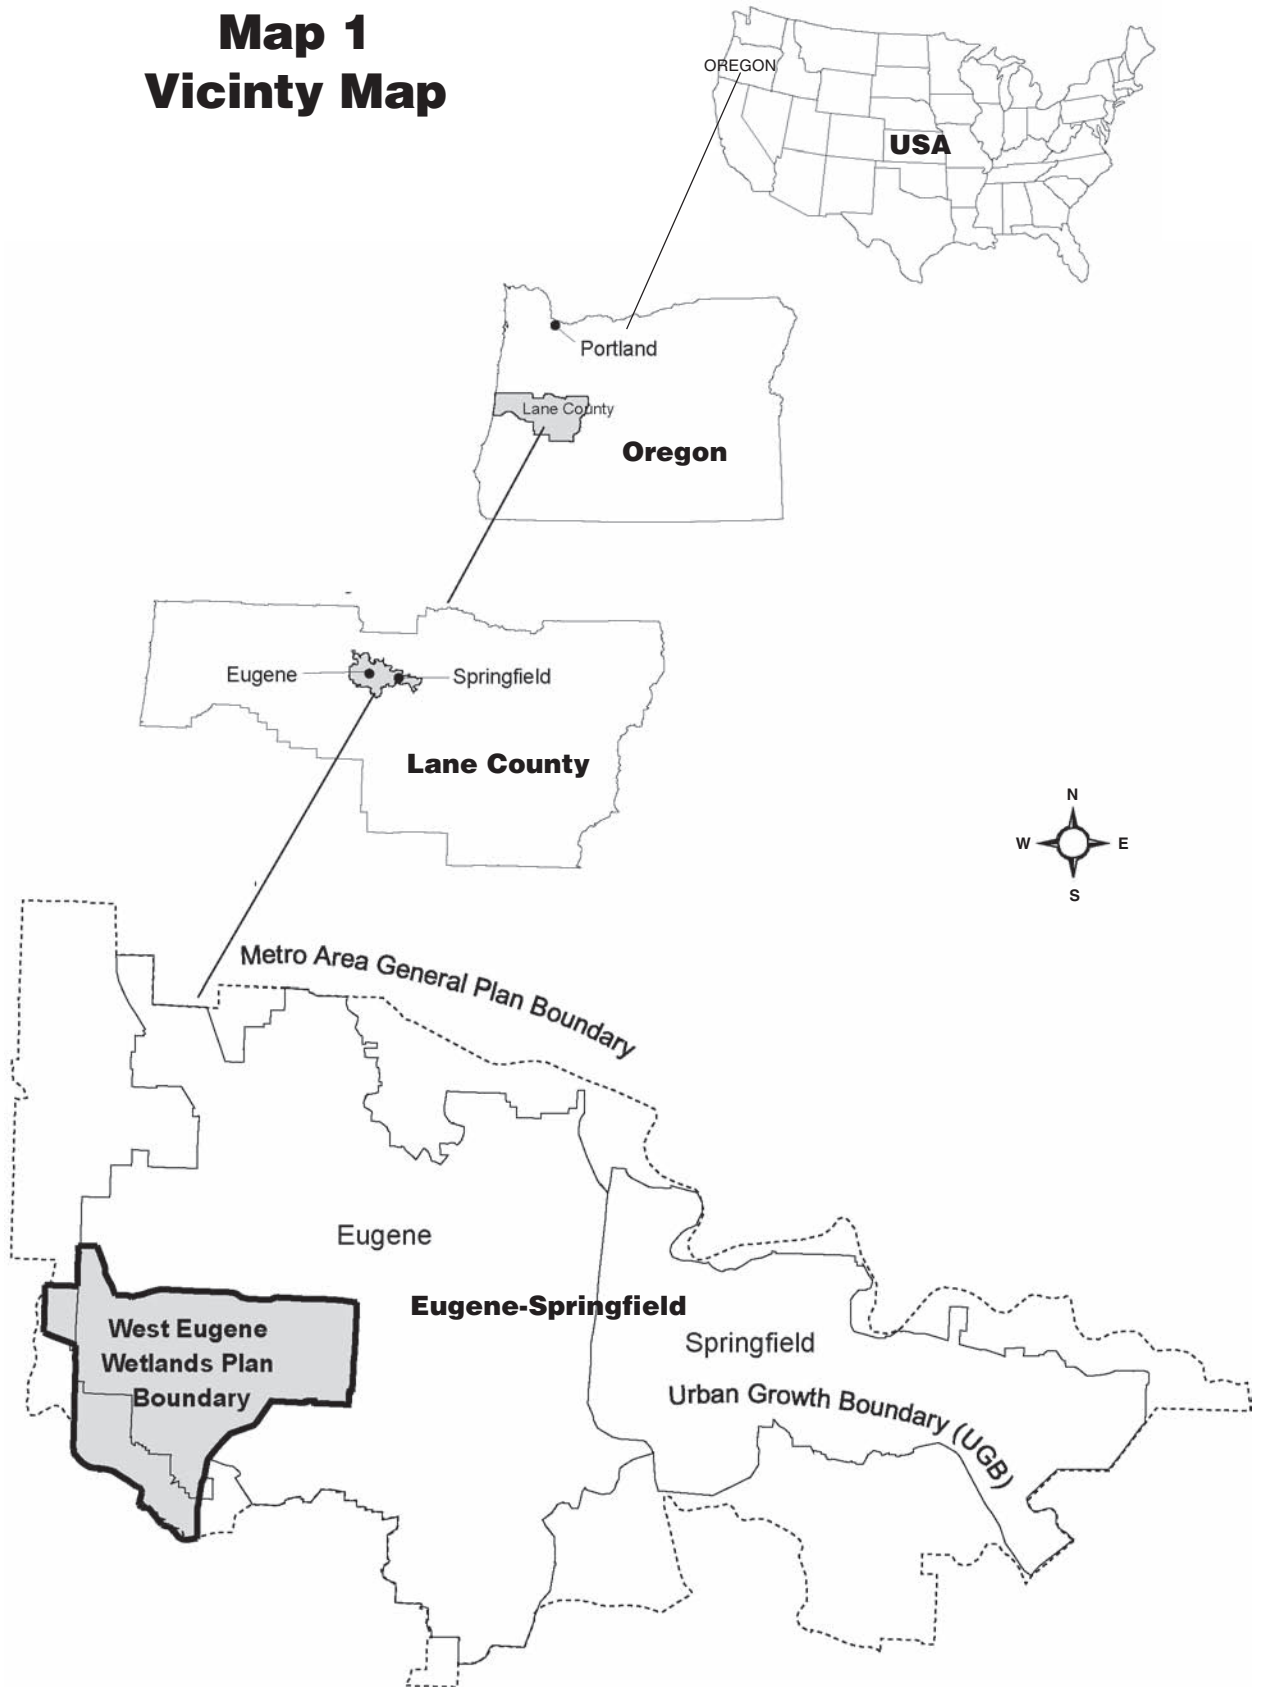 Map 1
Vicinty Map
OREGON
USA
Portland
Lane County
Oregon
Eugene
Springfield
Lane County
N
W
E
S
Metro Area General Plan Boundary
Eugene
Eugene-Springfield
West Eugene
Wetlands Plan
Boundary
Springfield
Urban Growth Boundary (UGB)